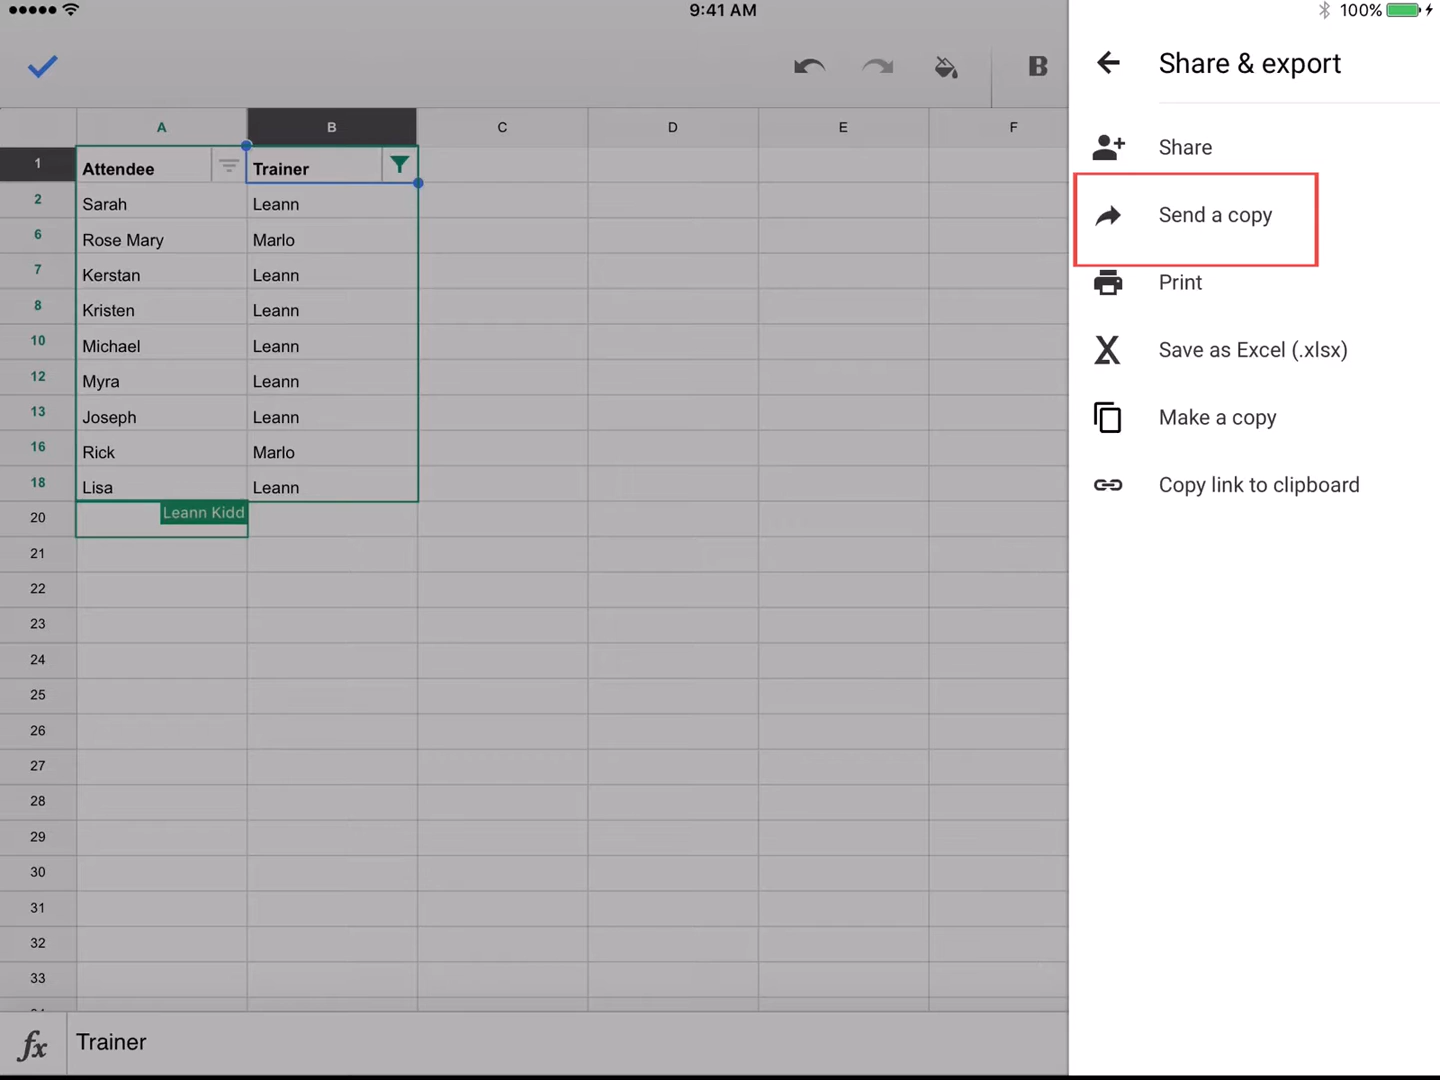 9:41 AM
100%
Share & export
B
A B C D E F
1 Attendee Trainer
2 Sarah Leann
6 Rose Mary Marlo
7 Kerstan Leann
8 Kristen Leann
10 Michael Leann
12 Myra Leann
13 Joseph Leann
16 Rick Marlo
18 Lisa Leann
20 Leann Kidd
21
22
23
24
25
26
27
28
29
30
31
32
33
fx Trainer
Share
Send a copy
Print
X Save as Excel (.xlsx)
Make a copy
Copy link to clipboard